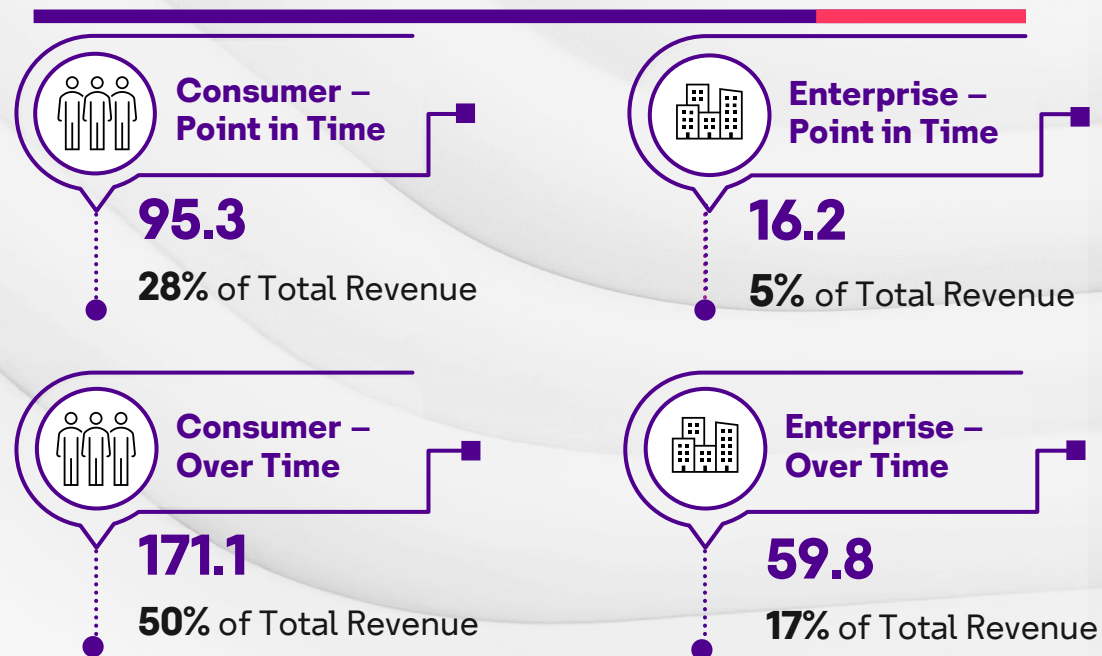 Consumer –
Point in Time
95.3
28% of Total Revenue
Enterprise –
Point in Time
16.2
5% of Total Revenue
Consumer –
Over Time
171.1
50% of Total Revenue
Enterprise –
Over Time
59.8
17% of Total Revenue